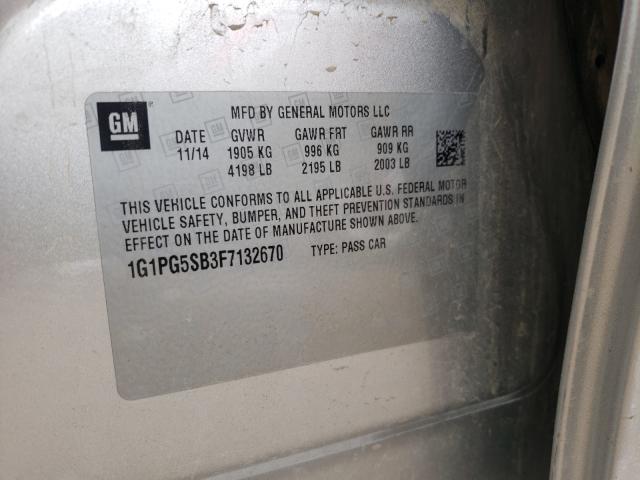 GM
MFD BY GENERAL MOTORS LLC
DATE GVWR GAWR FRT GAWR RR
11/14 1905 KG 996 KG 909 KG
4198 LB 2195 LB 2003 LB
THIS VEHICLE CONFORMS TO ALL APPLICABLE U.S. FEDERAL MOTOR
VEHICLE SAFETY, BUMPER, AND THEFT PREVENTION STANDARDS IN
EFFECT ON THE DATE OF MANUFACTURE SHOWN ABOVE.
1G1PG5SB3F7132670 TYPE: PASS CAR